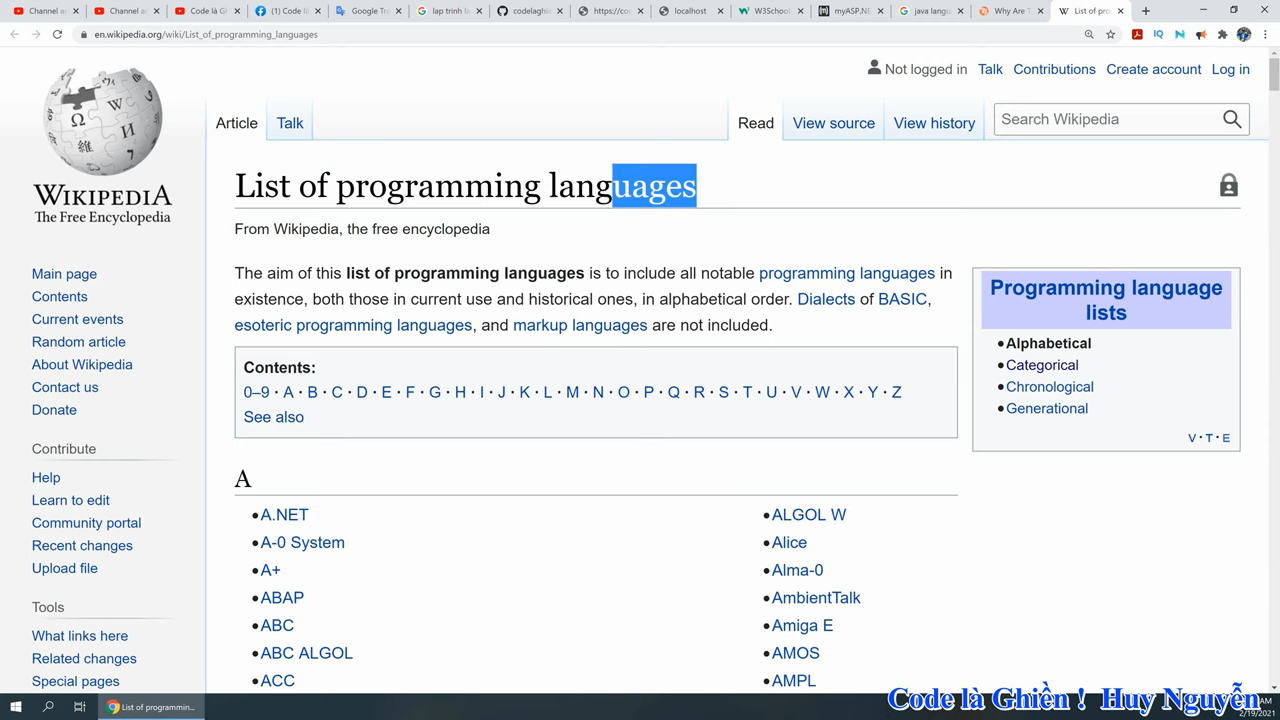 Channel a
Channel a
Code là G
(1) Code l
Google Tra
lap trinh la
codelaghie
https://co
localhost
W3School
myASP.NE
java langu
Why Are T
List of pro
en.wikipedia.org/wiki/List_of_programming_languages
Not logged in Talk Contributions Create account Log in
Article Talk Read View source View history Search Wikipedia
WIKIPEDIA
The Free Encyclopedia
Main page
Contents
Current events
Random article
About Wikipedia
Contact us
Donate
Contribute
Help
Learn to edit
Community portal
Recent changes
Upload file
Tools
What links here
Related changes
Special pages
List of programming languages
From Wikipedia, the free encyclopedia
The aim of this list of programming languages is to include all notable programming languages in
existence, both those in current use and historical ones, in alphabetical order. Dialects of BASIC,
esoteric programming languages, and markup languages are not included.
Contents:
0–9 · A · B · C · D · E · F · G · H · I · J · K · L · M · N · O · P · Q · R · S · T · U · V · W · X · Y · Z
See also
Programming language
lists
•Alphabetical
•Categorical
•Chronological
•Generational
V · T · E
A
•A.NET
•A-0 System
•A+
•ABAP
•ABC
•ABC ALGOL
•ACC
•ALGOL W
•Alice
•Alma-0
•AmbientTalk
•Amiga E
•AMOS
•AMPL
List of programmin...
Code là Ghiền ! Huy Nguyễn
AM
2/19/2021